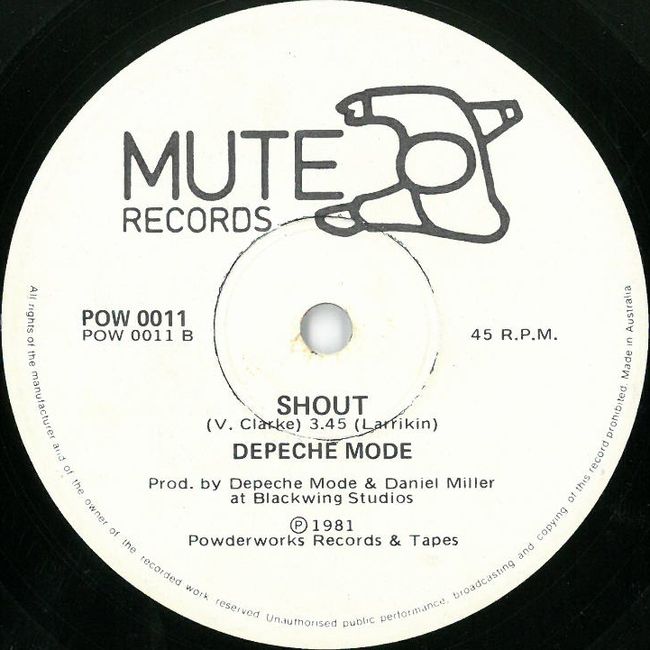 MUTE
RECORDS
POW 0011
POW 0011 B
45 R.P.M.
SHOUT
(V. Clarke) 3.45 (Larrikin)
DEPECHE MODE
Prod. by Depeche Mode & Daniel Miller
at Blackwing Studios
Ⓟ1981
Powderworks Records & Tapes
All rights of the manufacturer and of the owner of the recorded work reserved Unauthorised public performance, broadcasting and copying of this record prohibited. Made in Australia